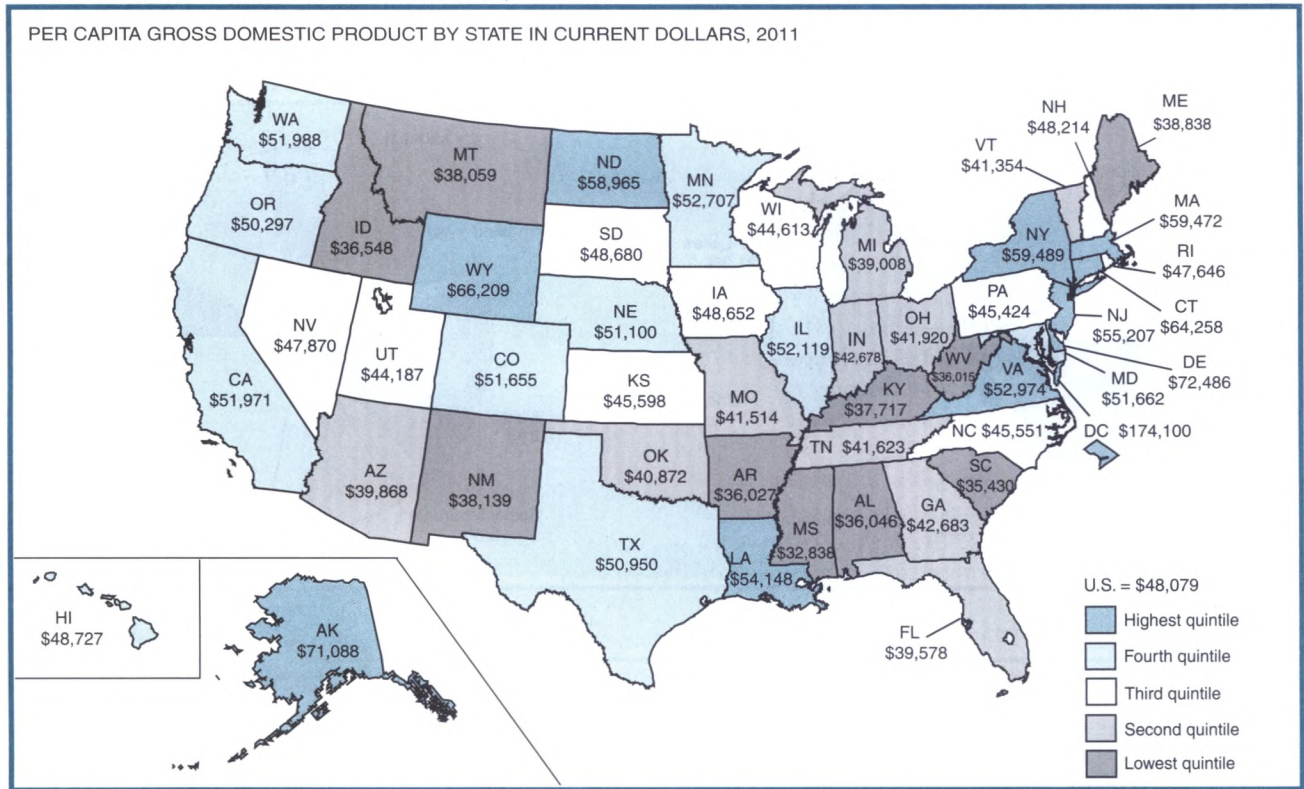 PER CAPITA GROSS DOMESTIC PRODUCT BY STATE IN CURRENT DOLLARS, 2011
WA
$51,988
OR
$50,297
CA
$51,971
NV
$47,870
ID
$36,548
MT
$38,059
WY
$66,209
UT
$44,187
AZ
$39,868
CO
$51,655
NM
$38,139
ND
$58,965
SD
$48,680
NE
$51,100
KS
$45,598
OK
$40,872
TX
$50,950
MN
$52,707
IA
$48,652
MO
$41,514
AR
$36,027
LA
$54,148
WI
$44,613
IL
$52,119
MI
$39,008
IN
$42,678
OH
$41,920
KY
$37,717
TN $41,623
MS
$32,838
AL
$36,046
GA
$42,683
FL
$39,578
SC
$35,430
NC $45,551
VA
$52,974
WV
$36,015
PA
$45,424
NY
$59,489
VT
$41,354
NH
$48,214
ME
$38,838
MA
$59,472
RI
$47,646
CT
$64,258
NJ
$55,207
DE
$72,486
MD
$51,662
DC $174,100
HI
$48,727
AK
$71,088
U.S. = $48,079
Highest quintile
Fourth quintile
Third quintile
Second quintile
Lowest quintile